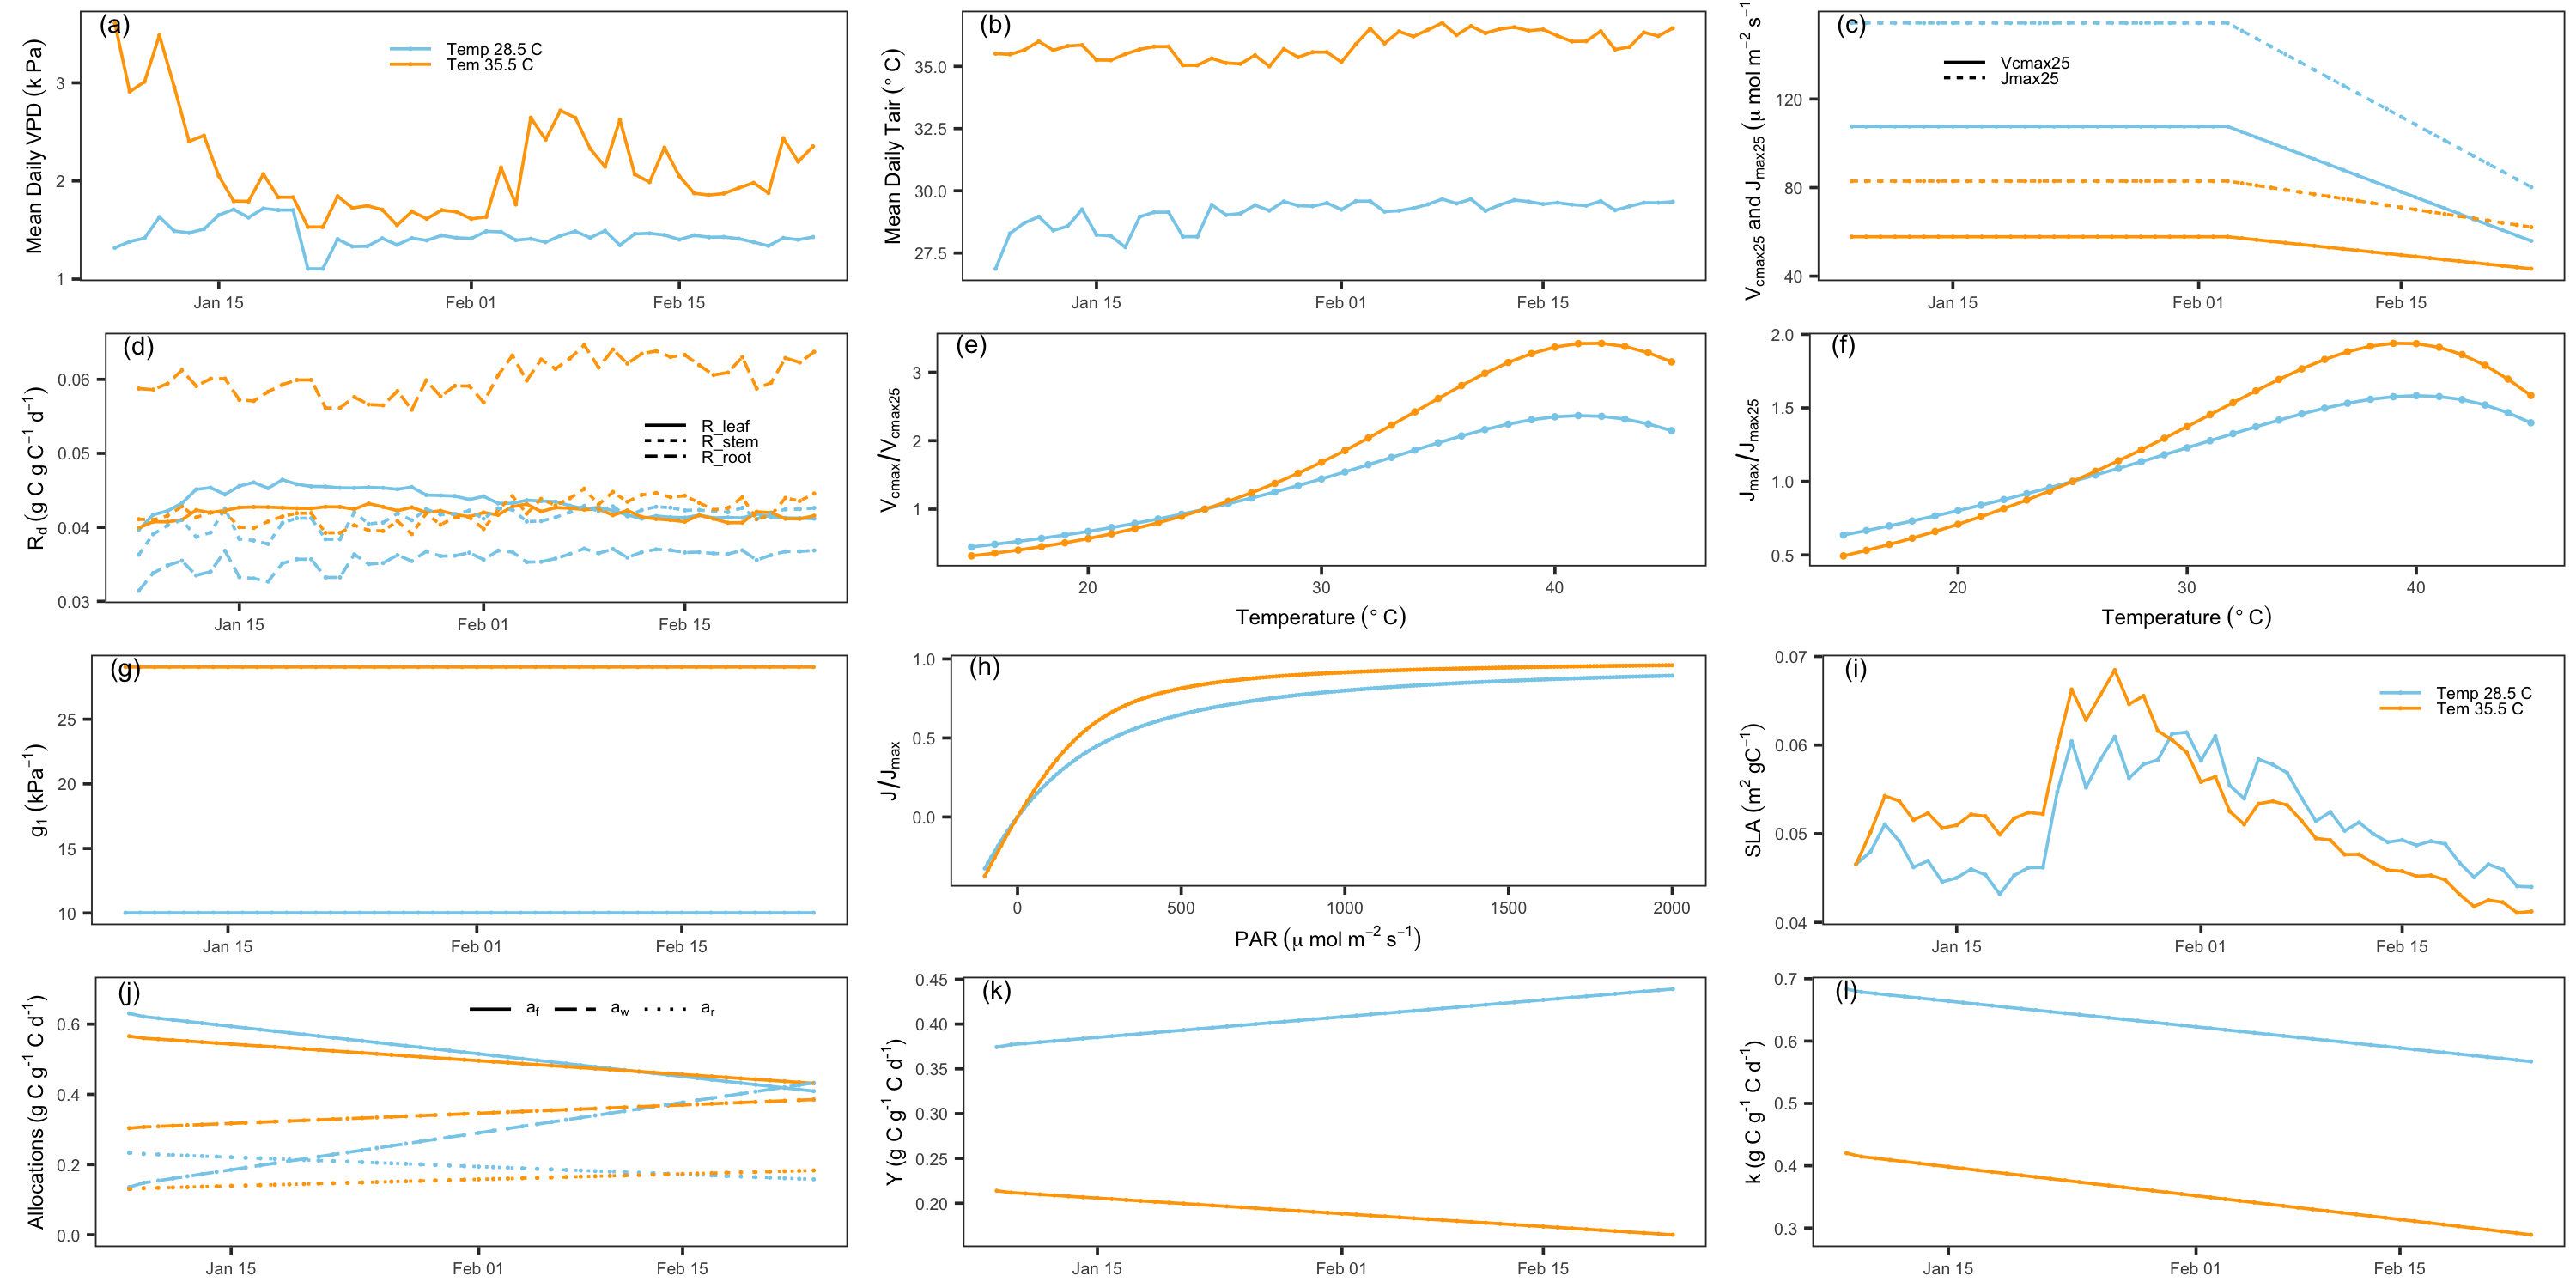 (a)
Mean Daily VPD (k Pa)
Temp 28.5 C
Tem 35.5 C
3
2
1
Jan 15 Feb 01 Feb 15
(b)
Mean Daily Tair (° C)
35.0
32.5
30.0
27.5
Jan 15 Feb 01 Feb 15
(c)
Vcmax25 and Jmax25 (μ mol m−2 s−1
Vcmax25
Jmax25
120
80
40
Jan 15 Feb 01 Feb 15
(d)
Rd (g C g C−1 d−1)
R_leaf
R_stem
R_root
0.06
0.05
0.04
0.03
Jan 15 Feb 01 Feb 15
(e)
Vcmax/Vcmax25
3
2
1
20 30 40
Temperature (° C)
(f)
Jmax/Jmax25
2.0
1.5
1.0
0.5
20 30 40
Temperature (° C)
(g)
g1 (kPa−1)
25
20
15
10
Jan 15 Feb 01 Feb 15
(h)
J/Jmax
1.0
0.5
0.0
0 500 1000 1500 2000
PAR (μ mol m−2 s−1)
(i)
SLA (m2 gC−1)
Temp 28.5 C
Tem 35.5 C
0.07
0.06
0.05
0.04
Jan 15 Feb 01 Feb 15
(j)
Allocations (g C g-1 C d-1)
af aw ar
0.6
0.4
0.2
0.0
Jan 15 Feb 01 Feb 15
(k)
Y (g C g-1 C d-1)
0.45
0.40
0.35
0.30
0.25
0.20
Jan 15 Feb 01 Feb 15
(l)
k (g C g-1 C d-1)
0.7
0.6
0.5
0.4
0.3
Jan 15 Feb 01 Feb 15